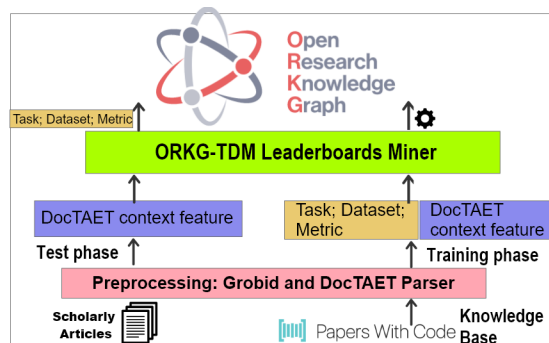 Open
Research
Knowledge
Graph
Task; Dataset; Metric
ORKG-TDM Leaderboards Miner
DocTAET context feature
Task; Dataset;
Metric
DocTAET
context feature
Test phase
Training phase
Preprocessing: Grobid and DocTAET Parser
Scholarly
Articles
Papers With Code
Knowledge
Base